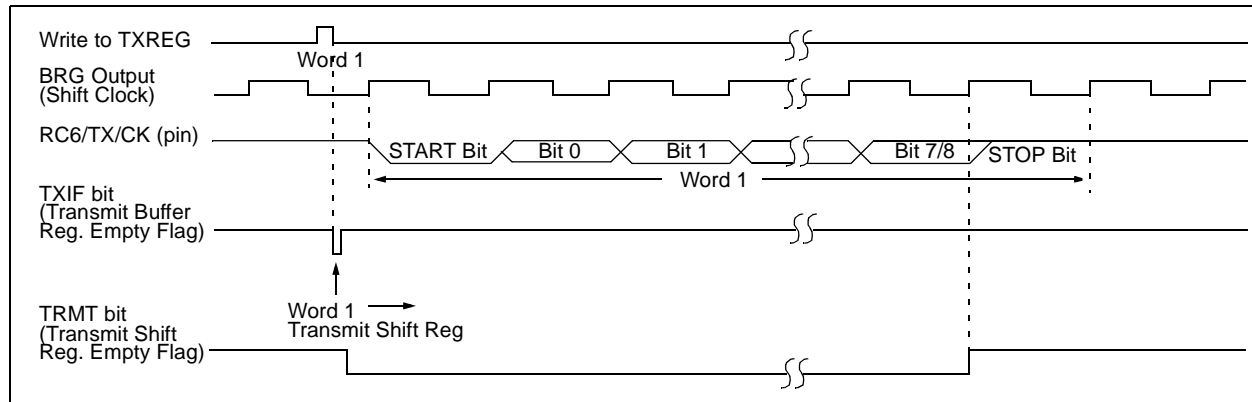 Write to TXREG
Word 1
BRG Output
(Shift Clock)
RC6/TX/CK (pin)
START Bit
Bit 0
Bit 1
Bit 7/8
STOP Bit
Word 1
TXIF bit
(Transmit Buffer
Reg. Empty Flag)
Word 1
Transmit Shift Reg
TRMT bit
(Transmit Shift
Reg. Empty Flag)